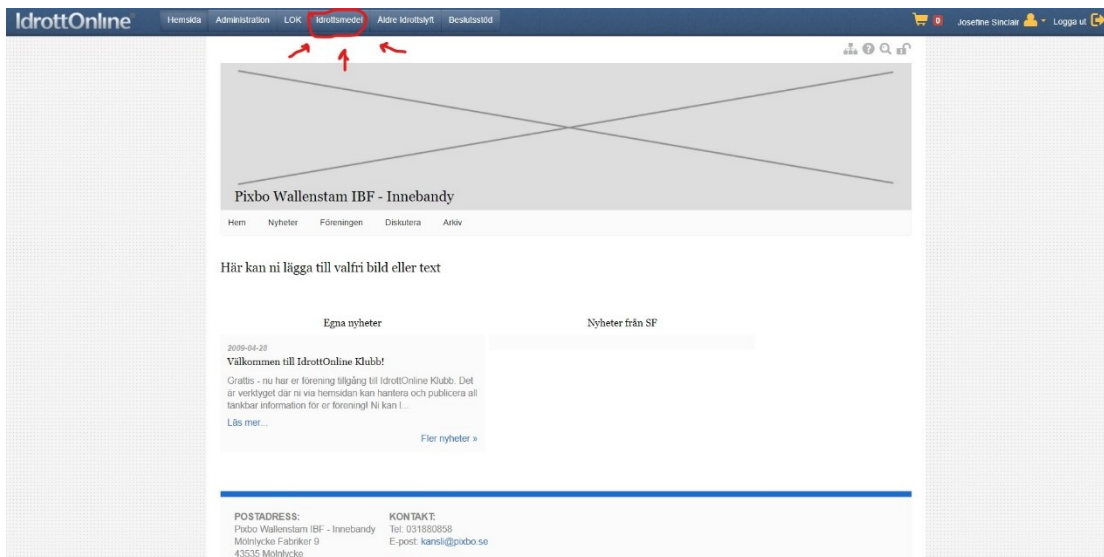 IdrottOnline Hemsida Administration LOK Idrottsmedel Äldre Idrottslyft Beslutsstöd 0 Josefine Sinclair Logga ut
Pixbo Wallenstam IBF - Innebandy
Hem Nyheter Föreningen Diskutera Arkiv
Här kan ni lägga till valfri bild eller text
Egna nyheter Nyheter från SF
2009-04-28
Välkommen till IdrottOnline Klubb!
Grattis - nu har er förening tillgång till IdrottOnline Klubb. Det
är verktyget där ni via hemsidan kan hantera och publicera all
tänkbar information för er förening! Ni kan l...
Läs mer...
Fler nyheter »
POSTADRESS: KONTAKT:
Pixbo Wallenstam IBF - Innebandy Tel: 031880858
Mölnlycke Fabriker 9 E-post: kansli@pixbo.se
43535 Mölnlycke